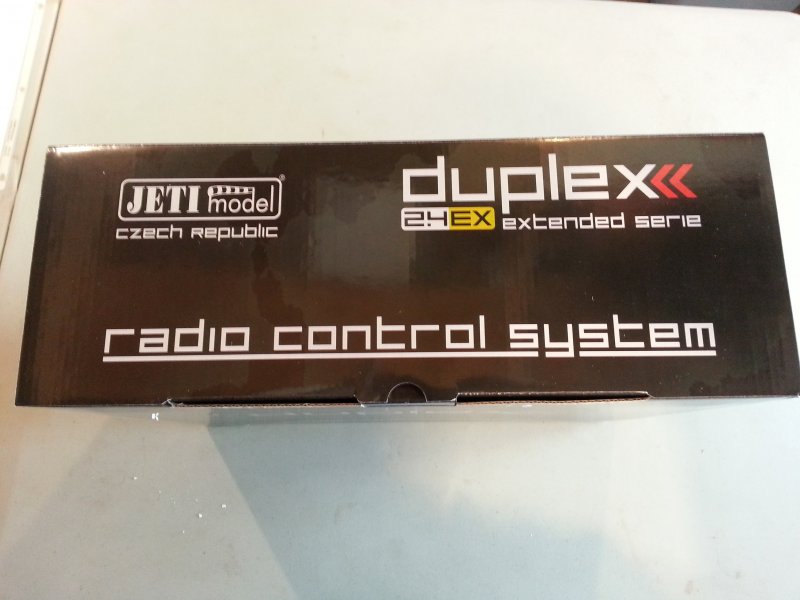 JETI model®
czech Republic
duplex
2.4EX extended serie
radio control system